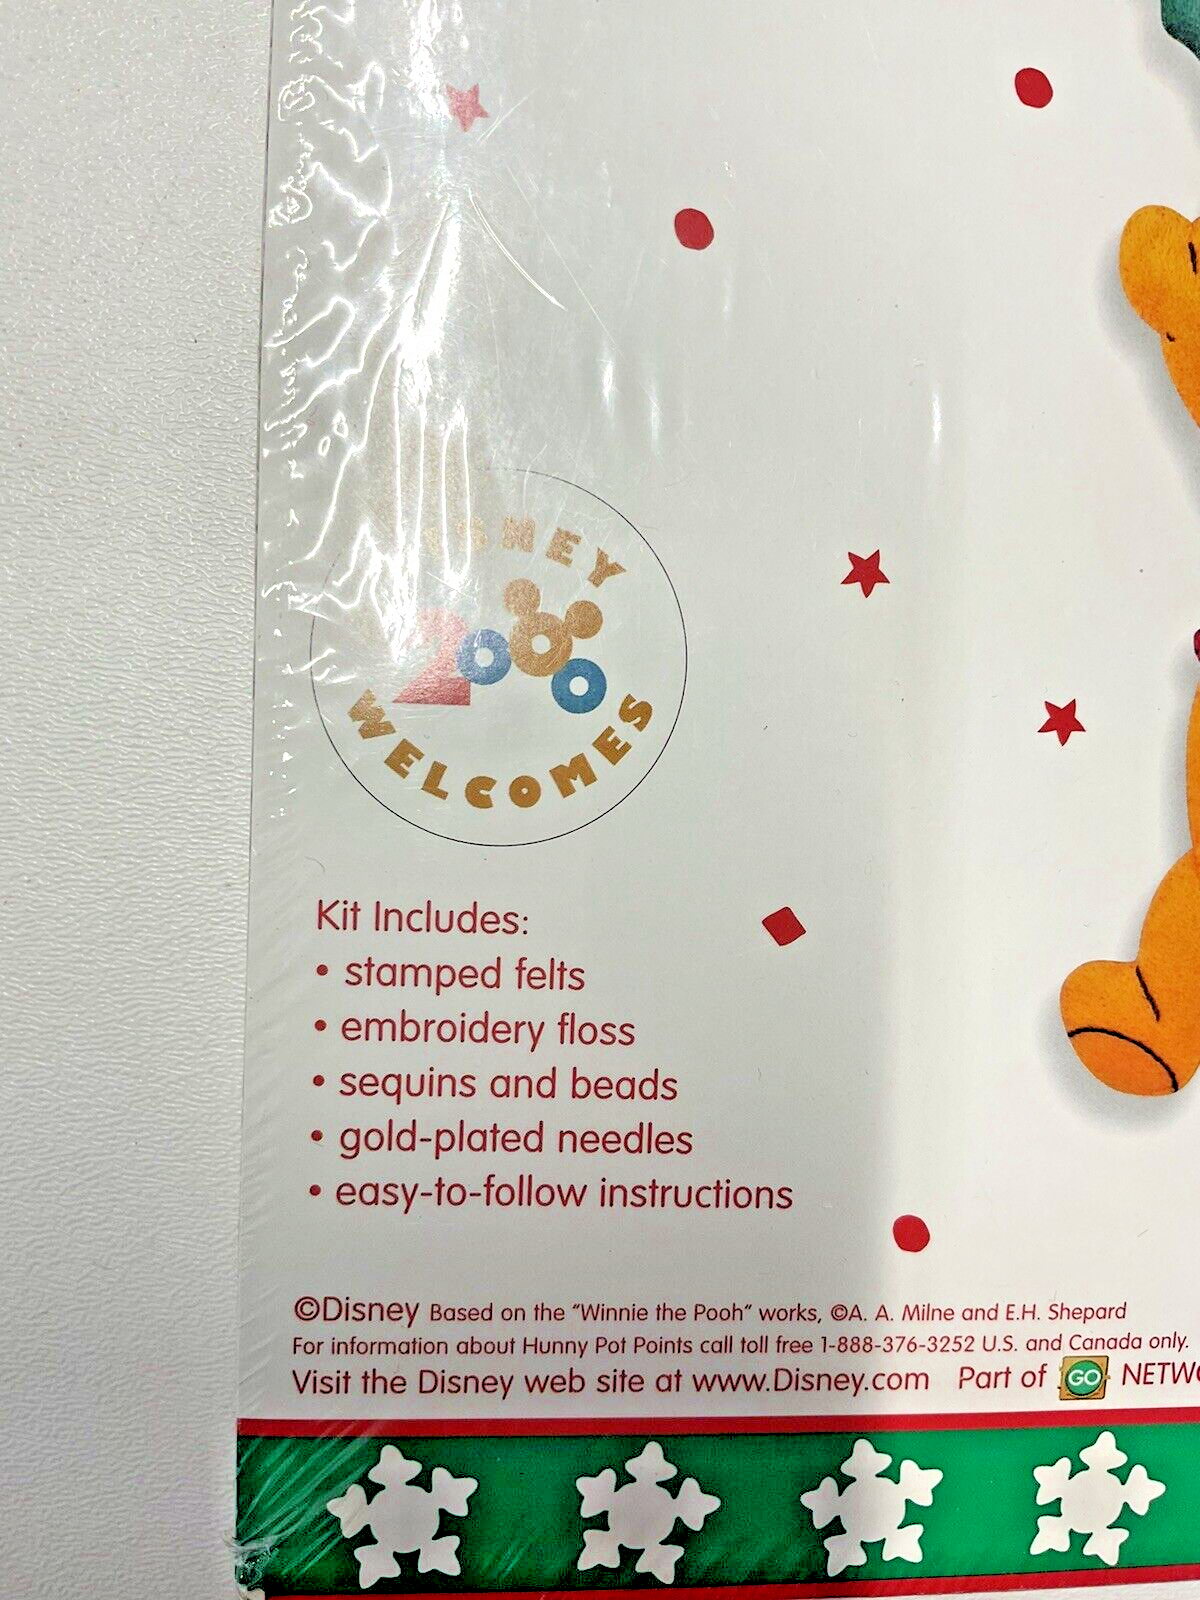 DISNEY
2000
WELCOMES
Kit Includes:
• stamped felts
• embroidery floss
• sequins and beads
• gold-plated needles
• easy-to-follow instructions
©Disney Based on the "Winnie the Pooh" works, ©A. A. Milne and E.H. Shepard
For information about Hunny Pot Points call toll free 1-888-376-3252 U.S. and Canada only.
Visit the Disney web site at www.Disney.com Part of GO